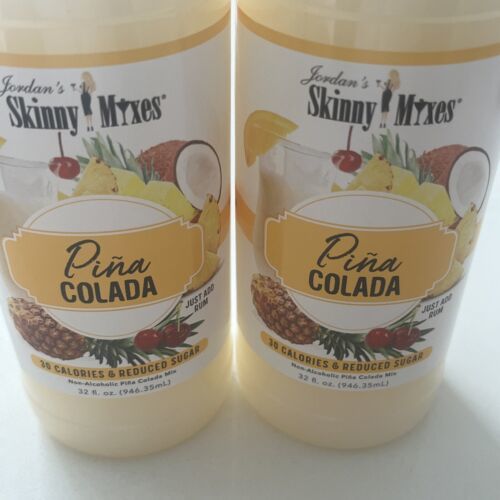 Jordan's
Skinny Mixes®
Piña
COLADA
JUST ADD
RUM
30 CALORIES & REDUCED SUGAR
Non-Alcoholic Piña Colada Mix
32 fl. oz. (946.35mL)
Jordan's
Skinny Mixes®
Piña
COLADA
JUST ADD
RUM
30 CALORIES & REDUCED SUGAR
Non-Alcoholic Piña Colada Mix
32 fl. oz. (946.35mL)